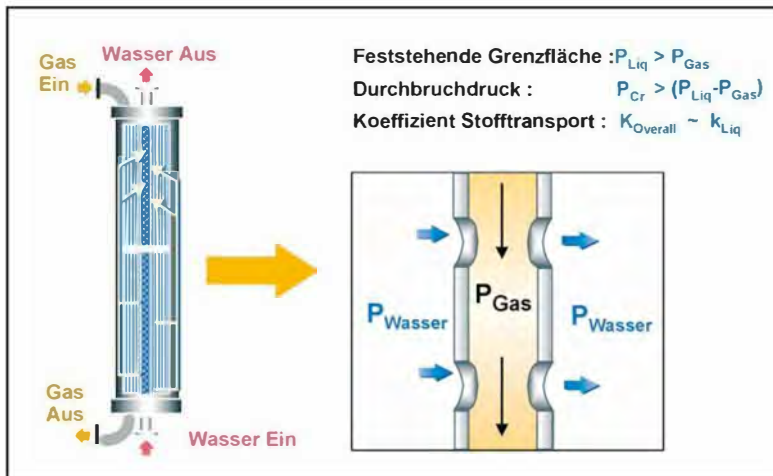 Wasser Aus
Gas
Ein
Feststehende Grenzfläche : P_Liq > P_Gas
Durchbruchdruck : P_Cr > (P_Liq-P_Gas)
Koeffizient Stofftransport : K_Overall ~ k_Liq
P_Gas
P_Wasser
P_Wasser
Gas
Aus
Wasser Ein